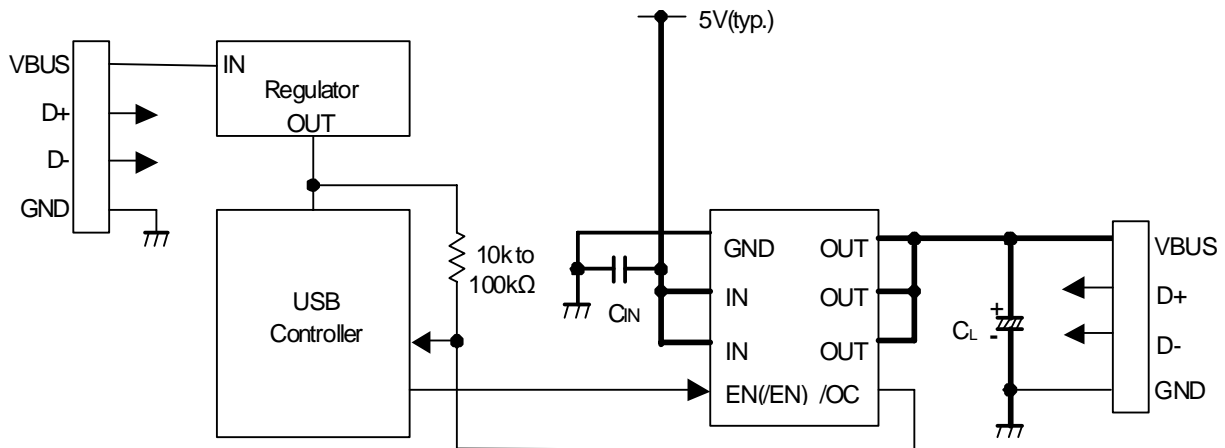 5V(typ.)
VBUS
D+
D-
GND
IN
Regulator
OUT
10k to
100kΩ
USB
Controller
CIN
GND OUT
IN OUT
IN OUT
EN(/EN) /OC
+
-
CL
VBUS
D+
D-
GND